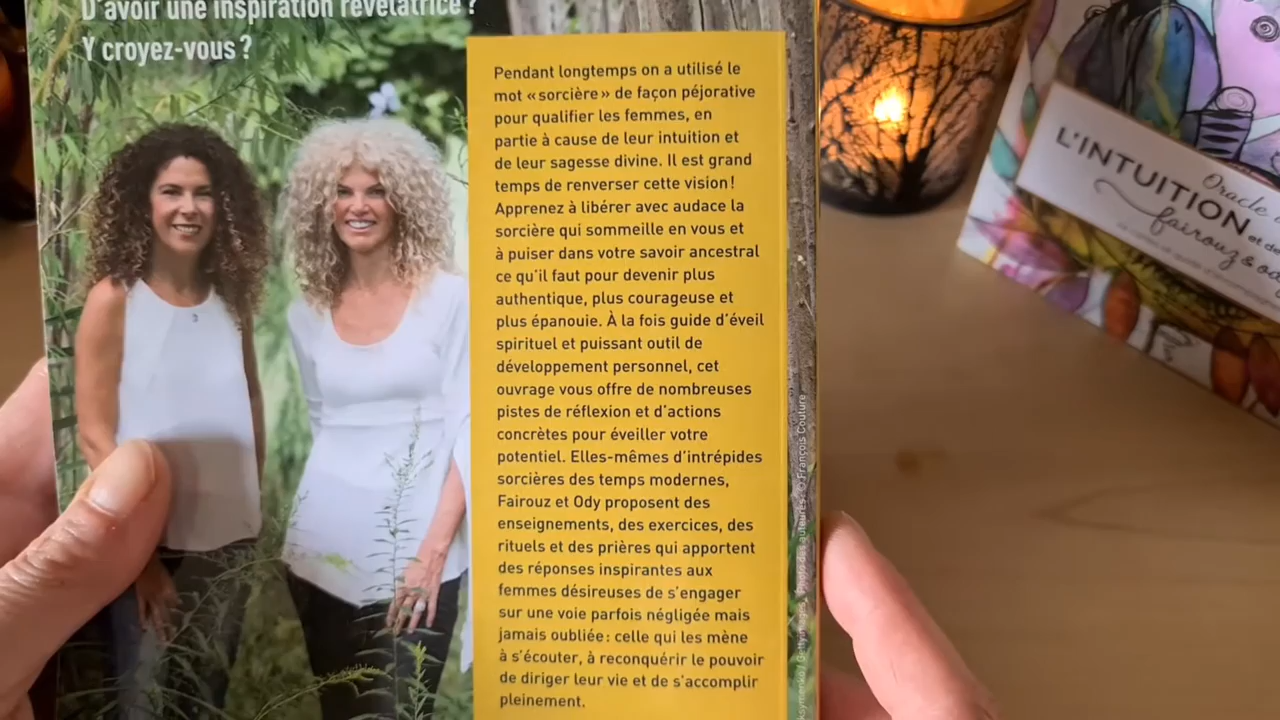 D'avoir une inspiration révélatrice ?
Y croyez-vous ?
Pendant longtemps on a utilisé le
mot « sorcière » de façon péjorative
pour qualifier les femmes, en
partie à cause de leur intuition et
de leur sagesse divine. Il est grand
temps de renverser cette vision !
Apprenez à libérer avec audace la
sorcière qui sommeille en vous et
à puiser dans votre savoir ancestral
ce qu'il faut pour devenir plus
authentique, plus courageuse et
plus épanouie. À la fois guide d'éveil
spirituel et puissant outil de
développement personnel, cet
ouvrage vous offre de nombreuses
pistes de réflexion et d'actions
concrètes pour éveiller votre
potentiel. Elles-mêmes d'intrépides
sorcières des temps modernes,
Fairouz et Ody proposent des
enseignements, des exercices, des
rituels et des prières qui apportent
des réponses inspirantes aux
femmes désireuses de s'engager
sur une voie parfois négligée mais
jamais oubliée : celle qui les mène
à s'écouter, à reconquérir le pouvoir
de diriger leur vie et de s'accomplir
pleinement.
Gettyimages Photo des auteures : © François Couture
Oracle
L'INTUITION et de
fairouz &